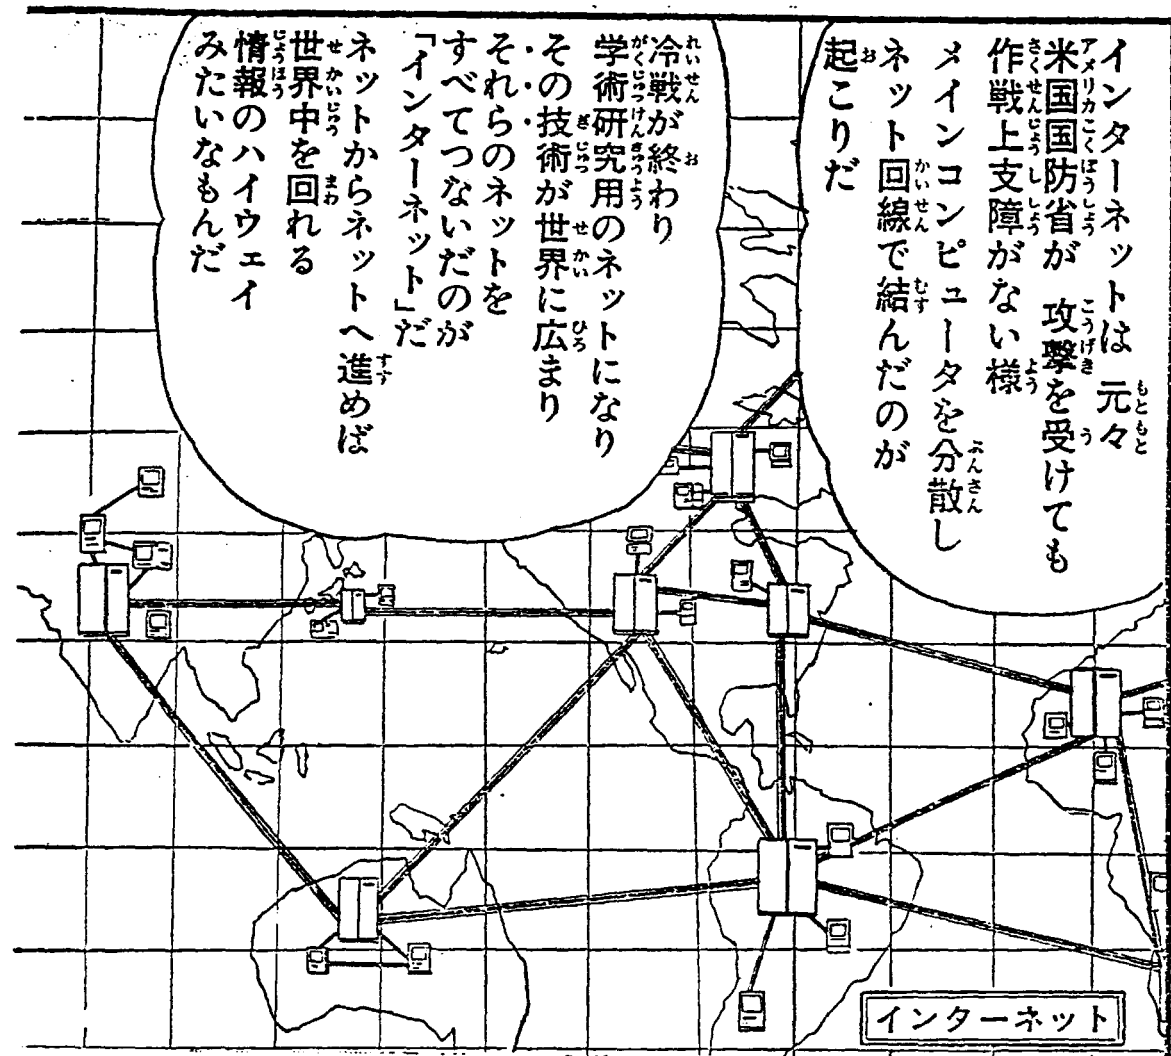 インターネットは 元々
米国国防省が 攻撃を受けても
作戦上支障がない様
メインコンピュータを分散し
ネット回線で結んだのが
起こりだ
冷戦が終わり
学術研究用のネットになり
その技術が世界に広まり
それらのネットを
すべてつないだのが
「インターネット」だ
ネットからネットへ進めば
世界中を回れる
情報のハイウェイ
みたいなもんだ
インターネット